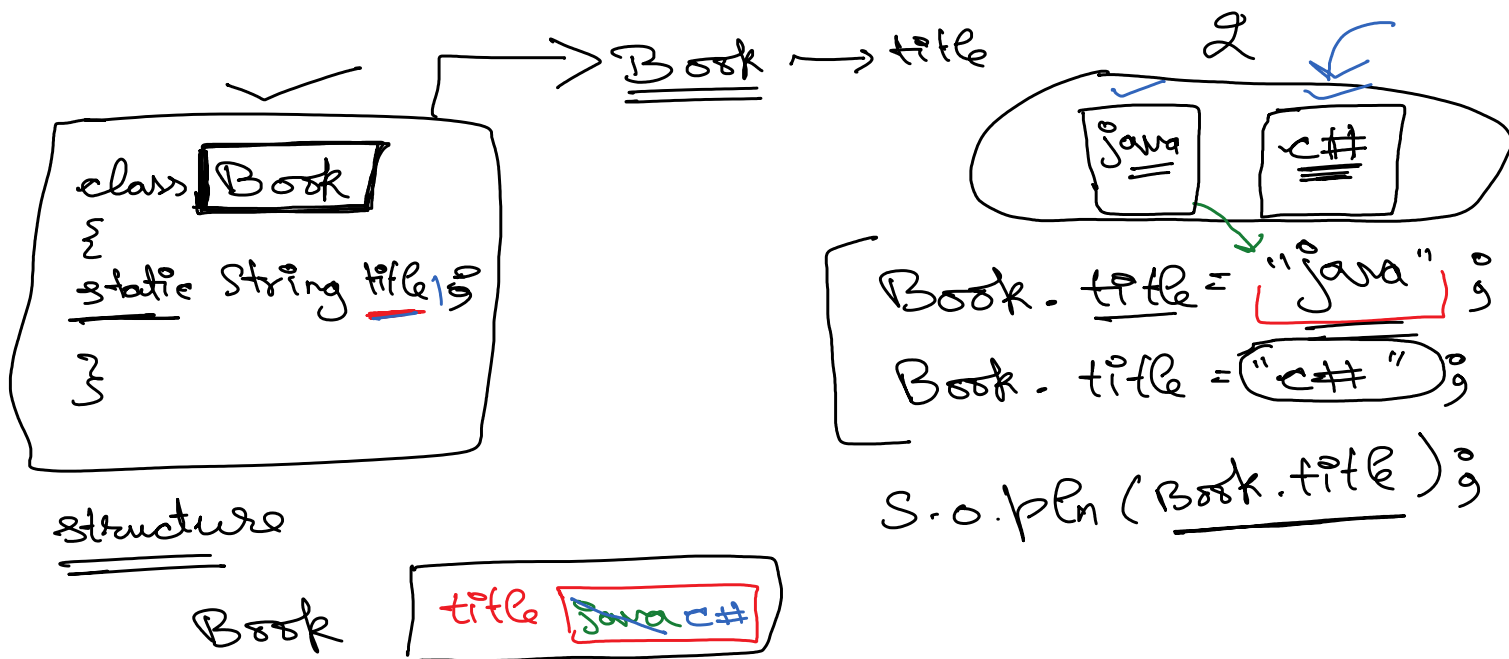 Book → title
2
java
c#
class Book
{
static String title;
}
Book. title = "java";
Book. title = "c#";
S.o.pln (Book.title);
structure
Book
title java c#